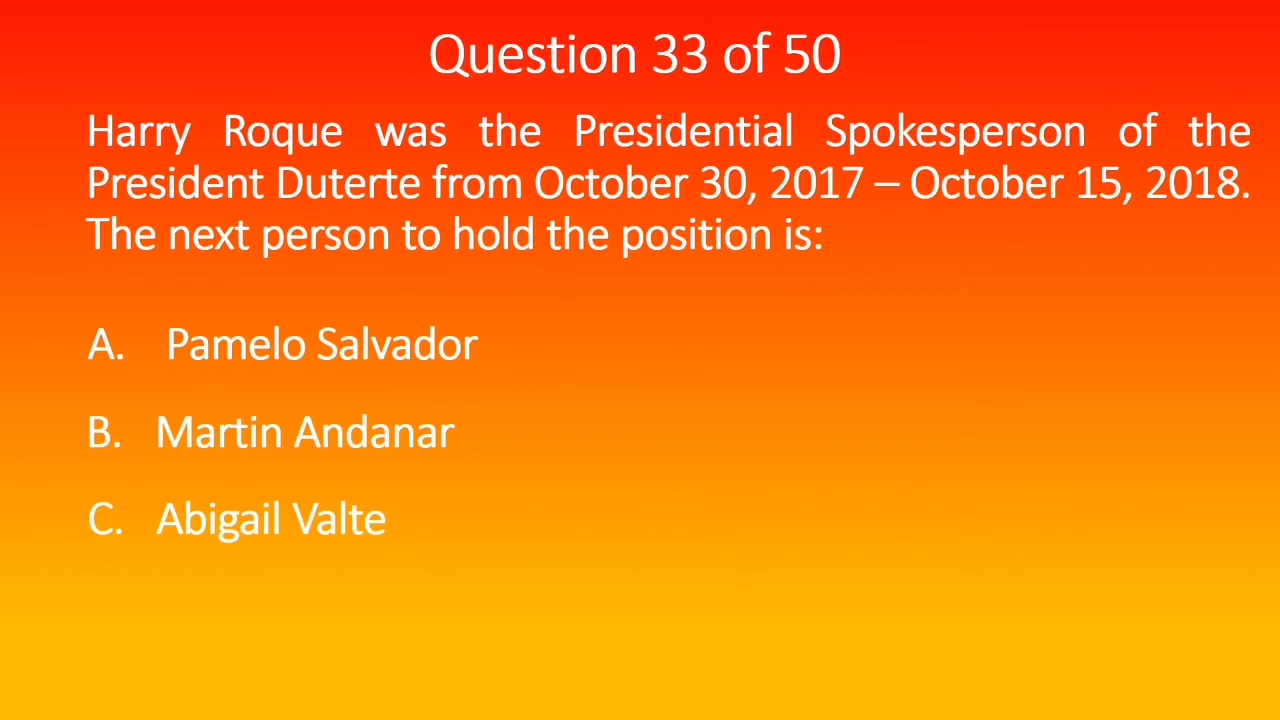 Question 33 of 50
Harry Roque was the Presidential Spokesperson of the
President Duterte from October 30, 2017 – October 15, 2018.
The next person to hold the position is:
A. Pamelo Salvador
B. Martin Andanar
C. Abigail Valte